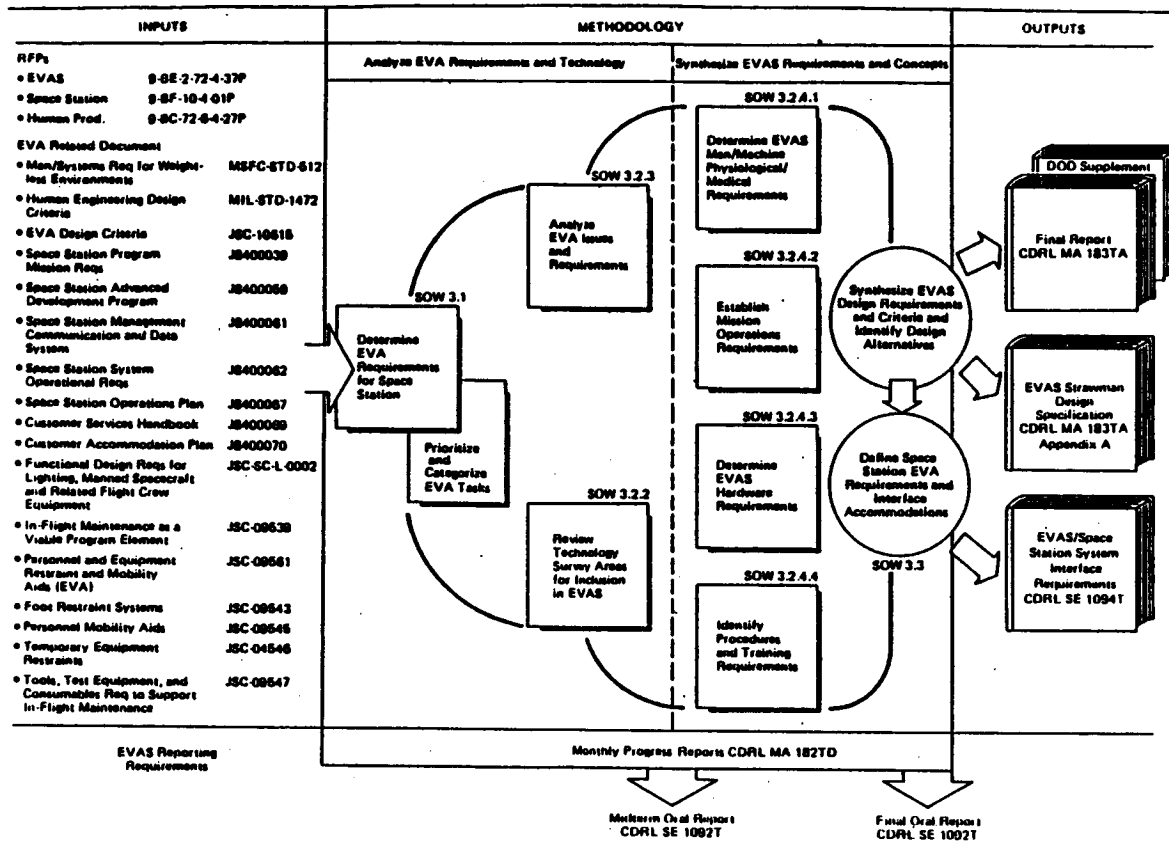 INPUTS
METHODOLOGY
OUTPUTS
Analyze EVA Requirements and Technology
Synthesize EVAS Requirements and Concepts
RFPs
• EVAS 9-BE-2-72-4-37P
• Space Station 9-BF-10-4-01P
• Human Prod. 9-BC-72-6-4-27P
EVA Related Document
• Man/Systems Req for Weight- MSFC-STD-512
less Environments
• Human Engineering Design MIL-STD-1472
Criteria
• EVA Design Criteria JSC-10615
• Space Station Program J8400039
Mission Reqs
• Space Station Advanced J8400059
Development Program
• Space Station Management J8400061
Communication and Data
System
• Space Station System J8400062
Operational Reqs
• Space Station Operations Plan J8400067
• Customer Services Handbook J8400069
• Customer Accommodation Plan J8400070
• Functional Design Reqs for JSC-SC-L-0002
Lighting, Manned Spacecraft
and Related Flight Crew
Equipment
• In-Flight Maintenance as a JSC-09539
Viable Program Element
• Personnel and Equipment JSC-09561
Restraint and Mobility
Aids (EVA)
• Foot Restraint Systems JSC-09543
• Personnel Mobility Aids JSC-09545
• Temporary Equipment JSC-04546
Restraints
• Tools, Test Equipment, and JSC-09547
Consumables Req to Support
In-Flight Maintenance
SOW 3.1
Determine
EVA
Requirements
for Space
Station
Prioritize
and
Categorize
EVA Tasks
SOW 3.2.3
Analyze
EVA Issues
and
Requirements
SOW 3.2.2
Review
Technology
Survey Areas
for Inclusion
in EVAS
SOW 3.2.4.1
Determine EVAS
Man/Machine
Physiological/
Medical
Requirements
SOW 3.2.4.2
Establish
Mission
Operations
Requirements
SOW 3.2.4.3
Determine
EVAS
Hardware
Requirements
SOW 3.2.4.4
Identify
Procedures
and Training
Requirements
Synthesize EVAS
Design Requirements
and Criteria and
Identify Design
Alternatives
Define Space
Station EVA
Requirements and
Interface
Accommodations
SOW 3.3
DOD Supplement
Final Report
CDRL MA 183TA
EVAS Strawman
Design
Specification
CDRL MA 183TA
Appendix A
EVAS/Space
Station System
Interface
Requirements
CDRL SE 1094T
EVAS Reporting
Requirements
Monthly Progress Reports CDRL MA 182TD
Midterm Oral Report
CDRL SE 1092T
Final Oral Report
CDRL SE 1092T